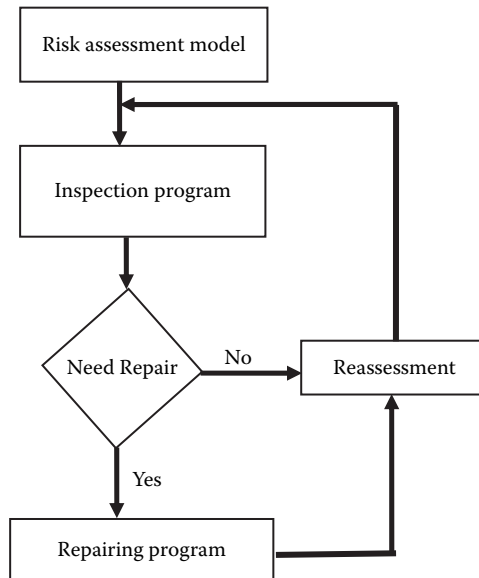 Risk assessment model
Inspection program
Need Repair
No
Reassessment
Yes
Repairing program